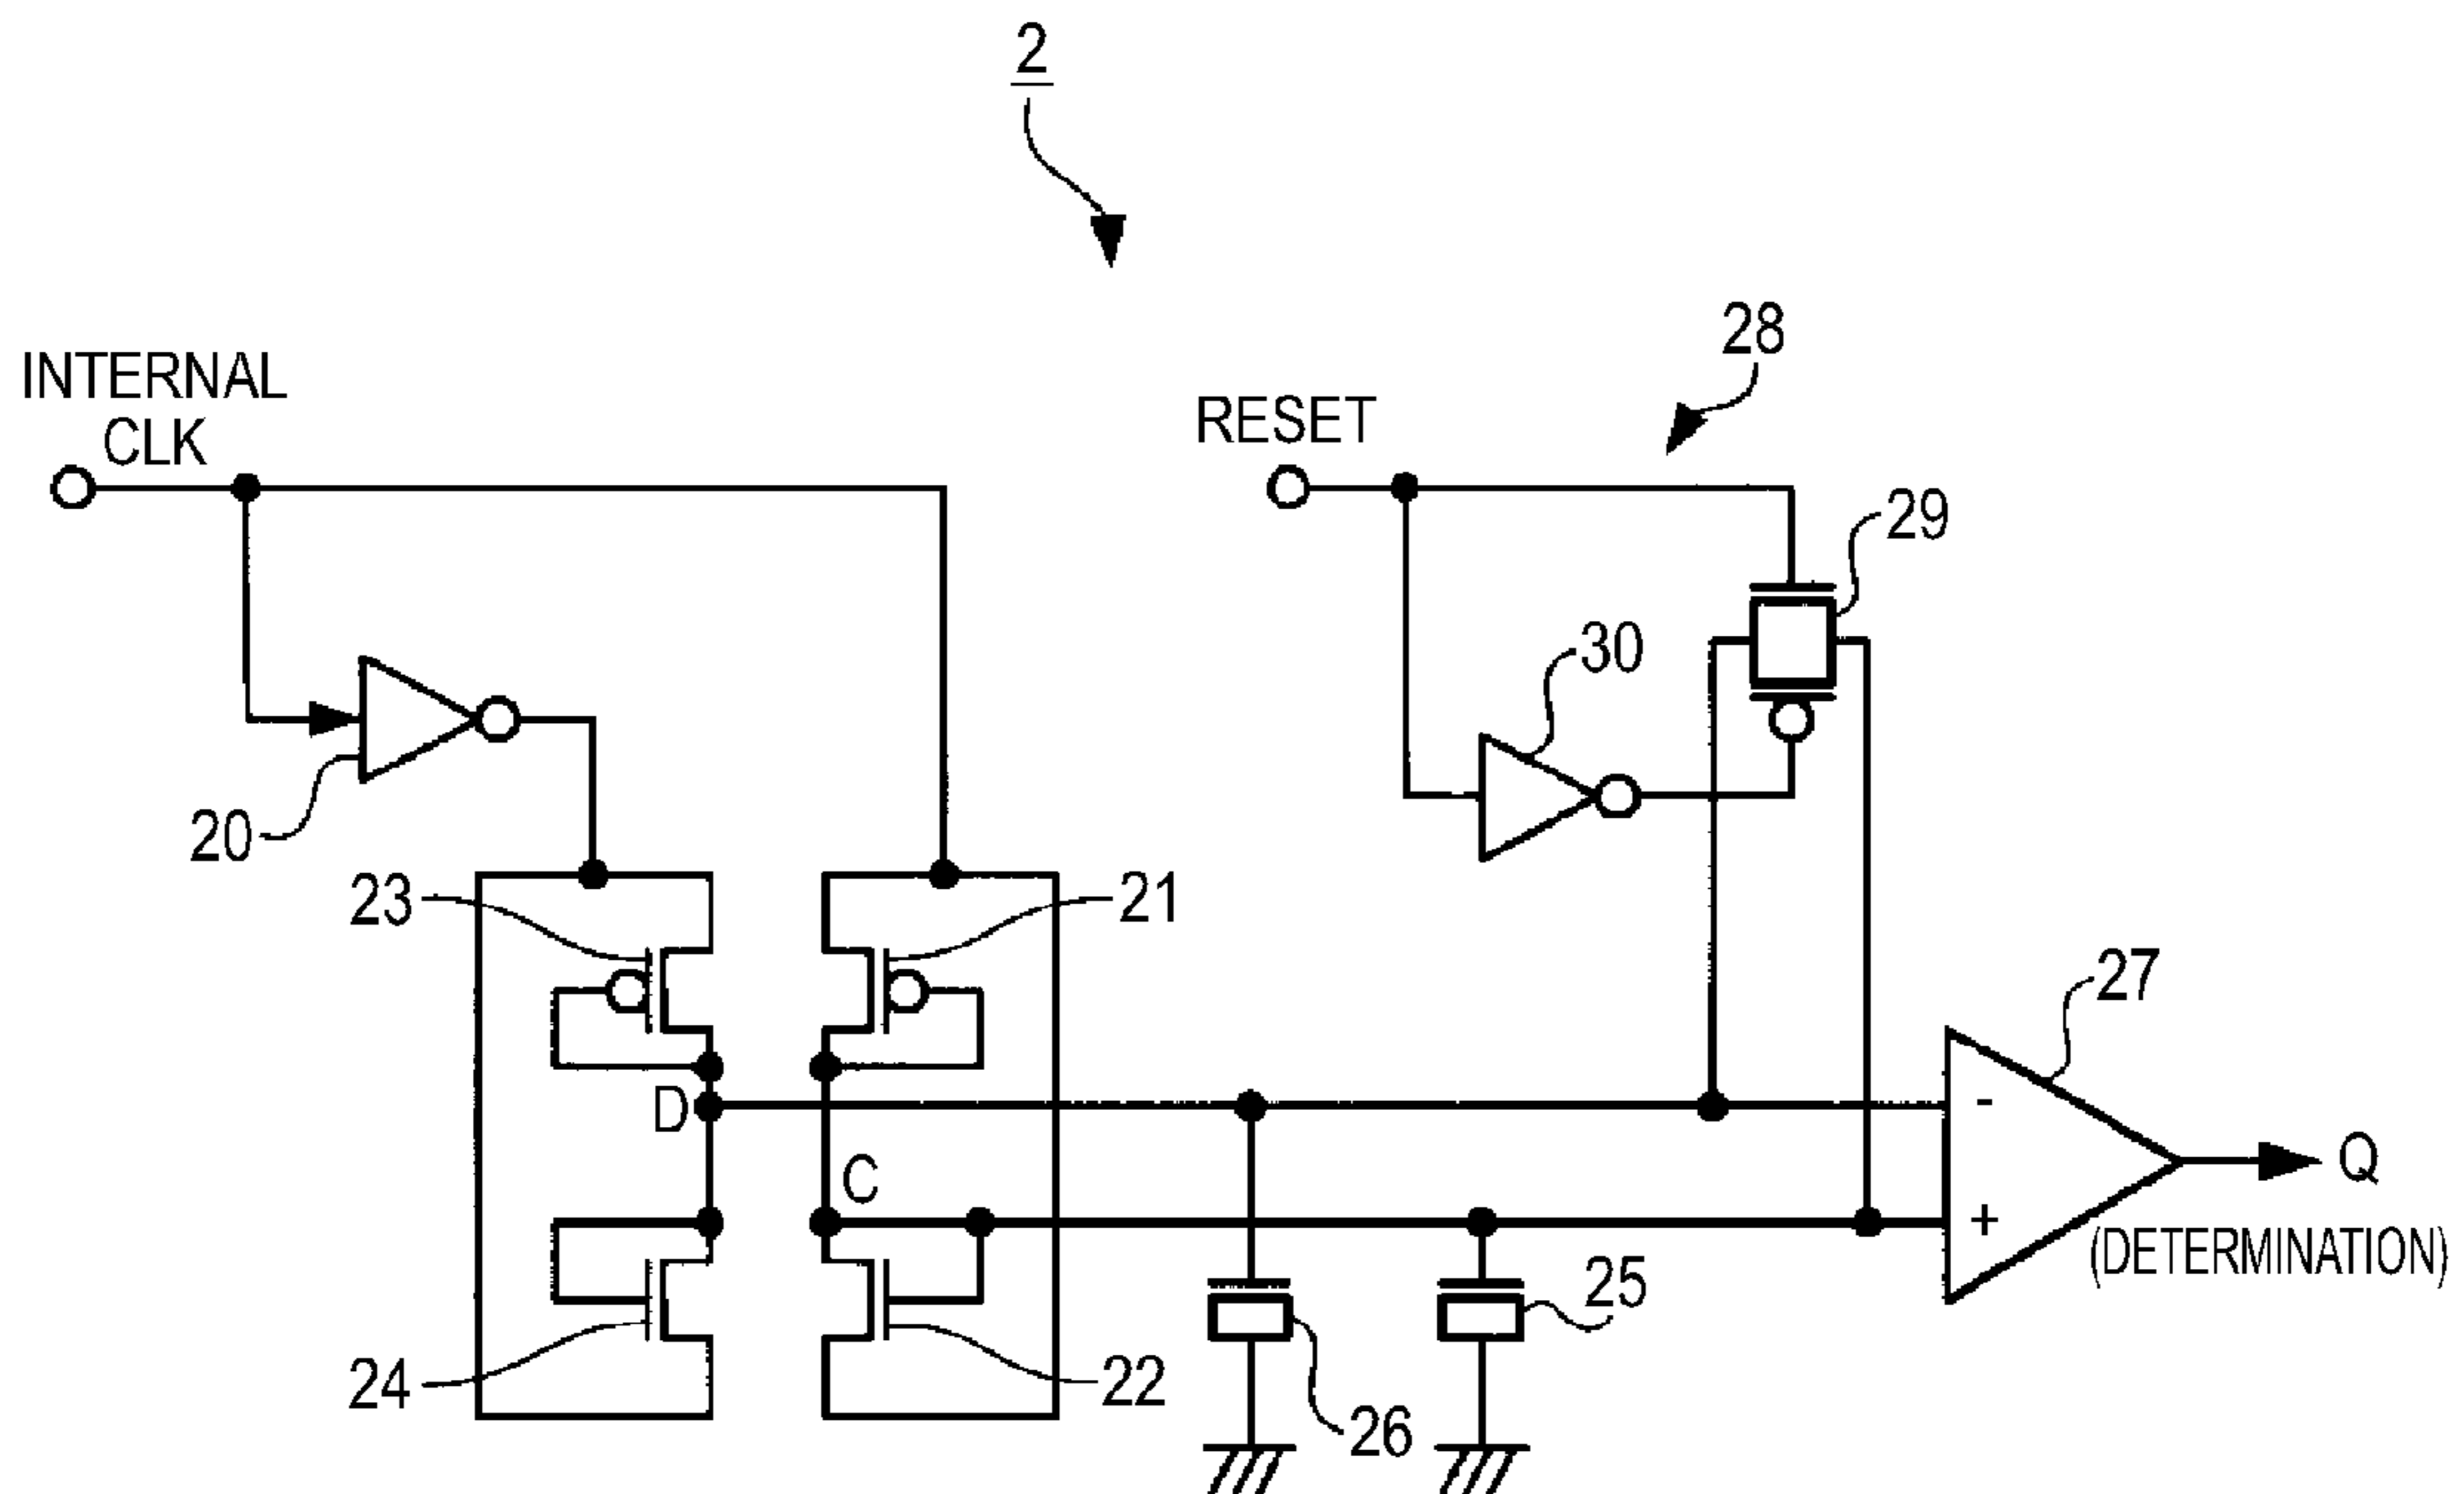 2
28
INTERNAL
CLK
RESET
29
30
20
23
21
27
D
-
C
Q
+
(DETERMINATION)
25
24
22
26